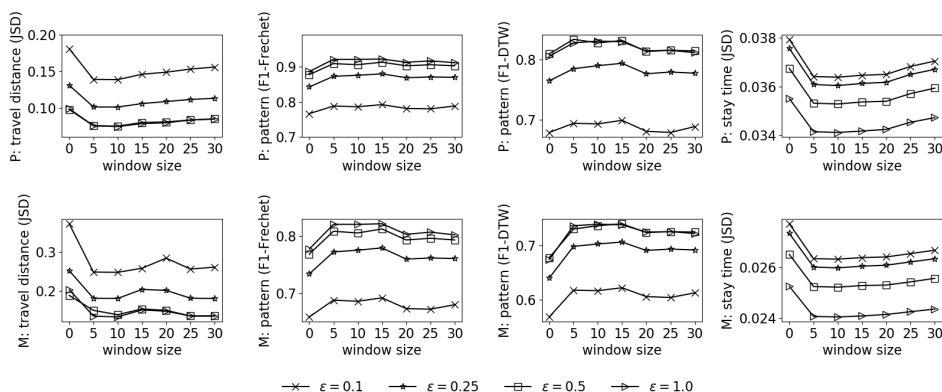 P: travel distance (JSD)
0.20
0.15
0.10
0 5 10 15 20 25 30
window size
P: pattern (F1-Frechet)
0.9
0.8
0.7
0 5 10 15 20 25 30
window size
P: pattern (F1-DTW)
0.8
0.7
0 5 10 15 20 25 30
window size
P: stay time (JSD)
0.038
0.036
0.034
0 5 10 15 20 25 30
window size
M: travel distance (JSD)
0.3
0.2
0 5 10 15 20 25 30
window size
M: pattern (F1-Frechet)
0.8
0.7
0 5 10 15 20 25 30
window size
M: pattern (F1-DTW)
0.7
0.6
0 5 10 15 20 25 30
window size
M: stay time (JSD)
0.026
0.024
0 5 10 15 20 25 30
window size
ε = 0.1 ε = 0.25 ε = 0.5 ε = 1.0